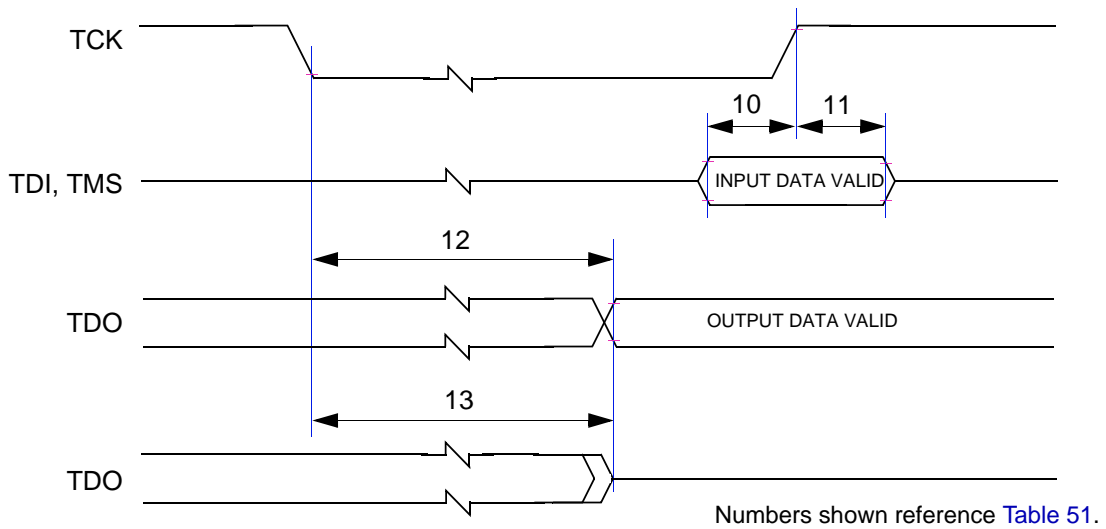 TCK
10 11
TDI, TMS
INPUT DATA VALID
12
TDO
OUTPUT DATA VALID
13
TDO
Numbers shown reference Table 51.